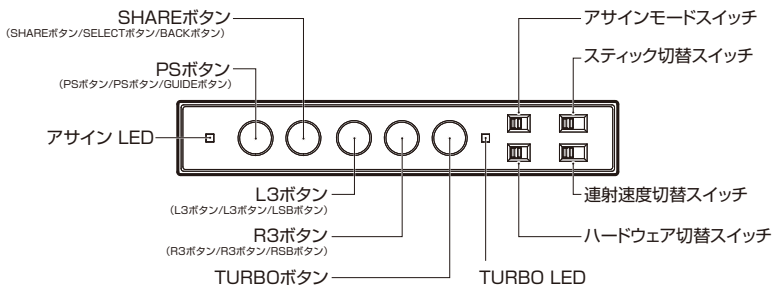 SHAREボタン
（SHAREボタン/SELECTボタン/BACKボタン）
PSボタン
（PSボタン/PSボタン/GUIDEボタン）
アサイン LED
アサインモードスイッチ
スティック切替スイッチ
L3ボタン
（L3ボタン/L3ボタン/LSBボタン）
R3ボタン
（R3ボタン/R3ボタン/RSBボタン）
TURBOボタン
TURBO LED
連射速度切替スイッチ
ハードウェア切替スイッチ